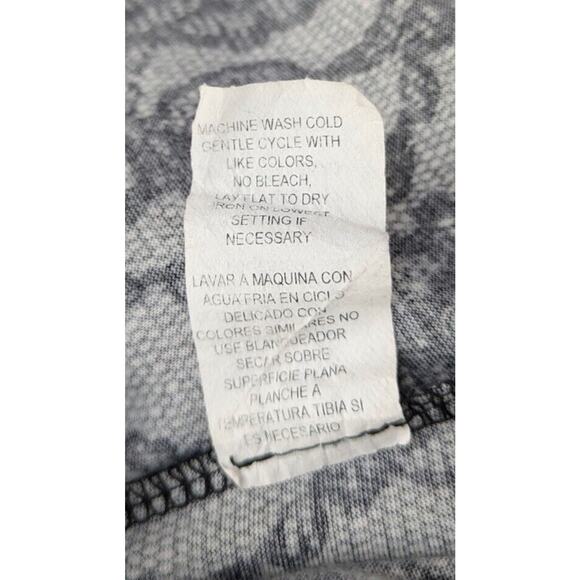 MACHINE WASH COLD
GENTLE CYCLE WITH
LIKE COLORS,
NO BLEACH,
LAY FLAT TO DRY
IRON ON LOWEST
SETTING IF
NECESSARY
LAVAR A MAQUINA CON
AGUA FRIA EN CICLO
DELICADO CON
COLORES SIMILARES NO
USE BLANQUEADOR
SECAR SOBRE
SUPERFICIE PLANA
PLANCHE A
TEMPERATURA TIBIA SI
ES NECESARIO